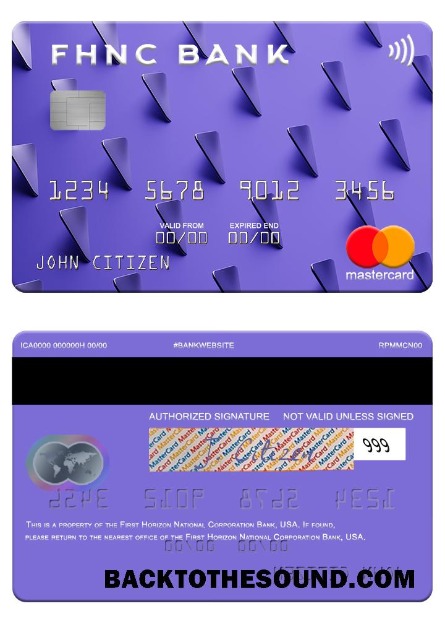 FHNC BANK
1234 5678 9012 3456
VALID FROM EXPIRED END
00/00 00/00
JOHN CITIZEN
mastercard
ICA0000 000000H 00/00 #BANKWEBSITE RPMMCN00
AUTHORIZED SIGNATURE NOT VALID UNLESS SIGNED
999
THIS IS A PROPERTY OF THE FIRST HORIZON NATIONAL CORPORATION BANK, USA. IF FOUND,
PLEASE RETURN TO THE NEAREST OFFICE OF THE FIRST HORIZON NATIONAL CORPORATION BANK, USA.
BACKTOTHESOUND.COM